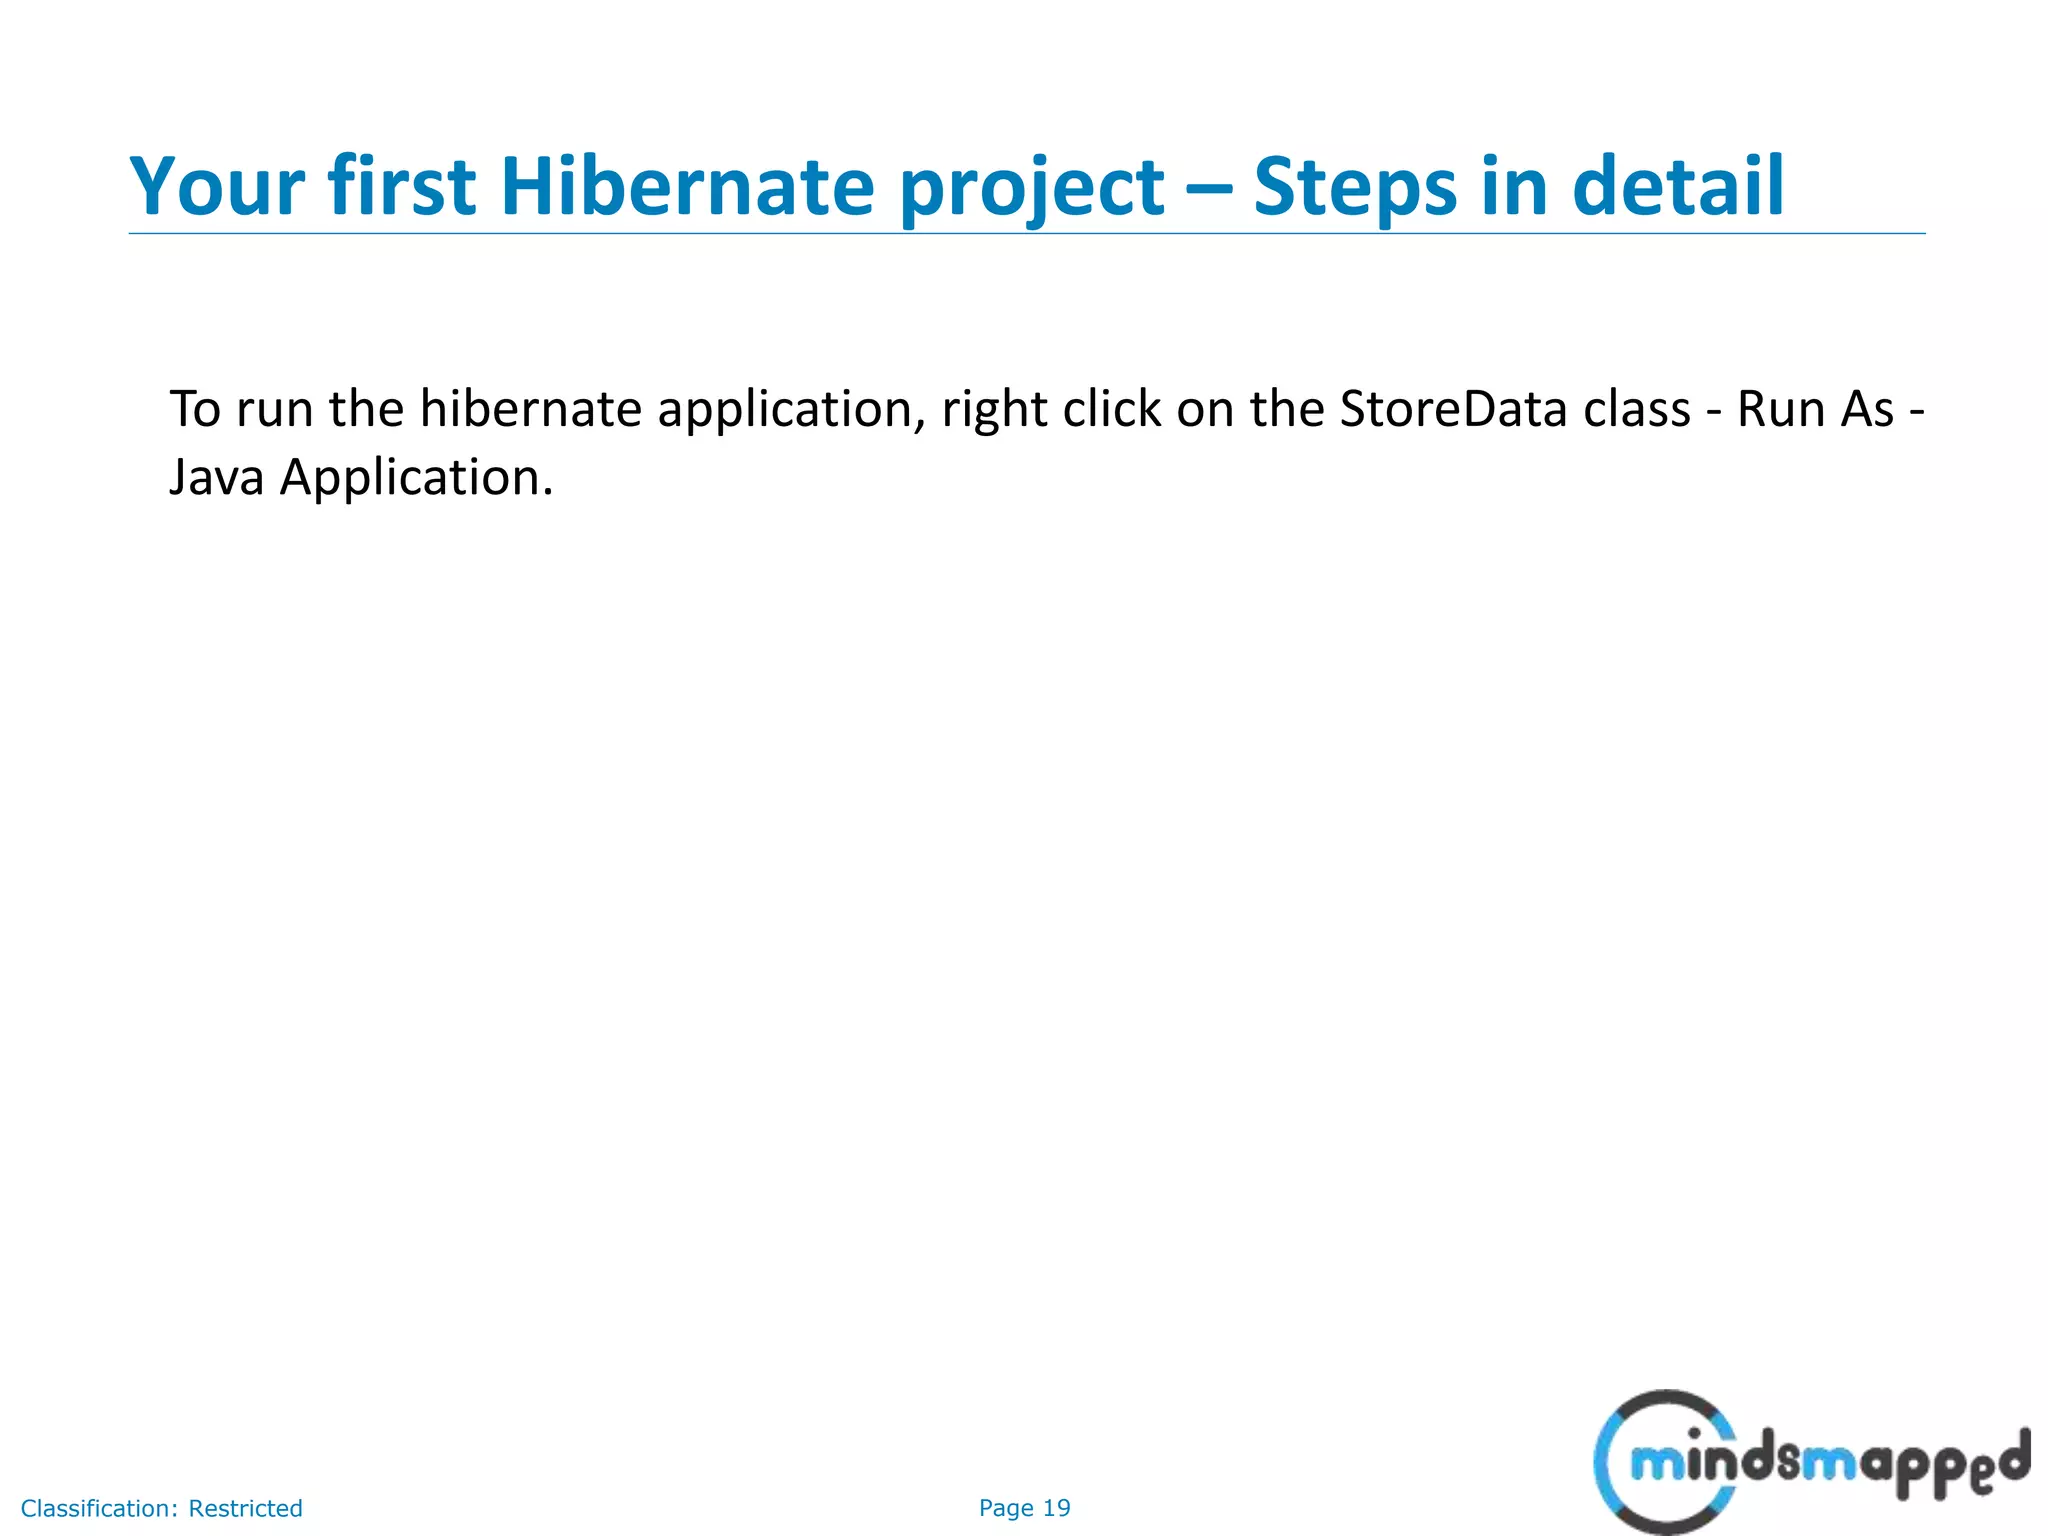 Your first Hibernate project – Steps in detail
To run the hibernate application, right click on the StoreData class - Run As -
Java Application.
Classification: Restricted
Page 19
mindsmapped